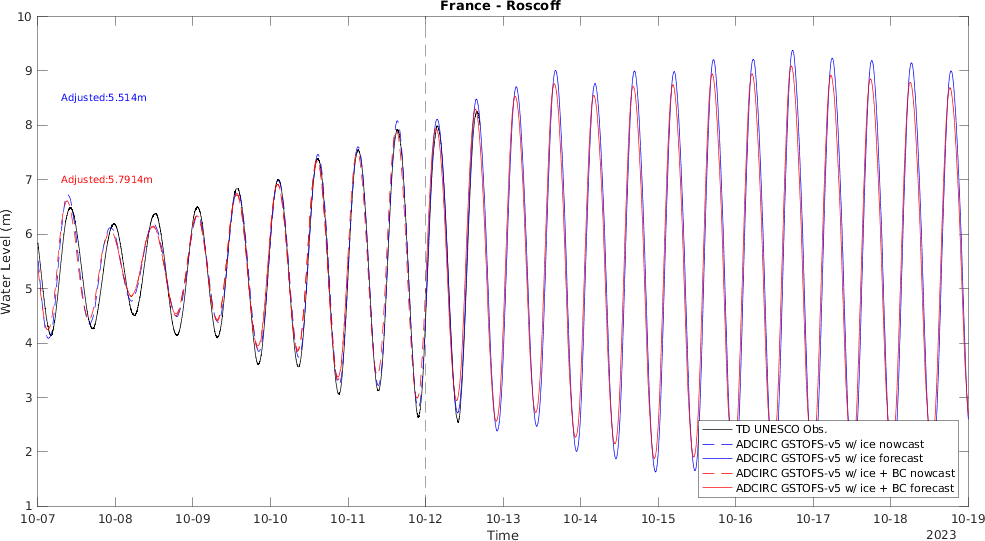 France - Roscoff
10
9
8
7
6
5
4
3
2
1
Water Level (m)
Adjusted:5.514m
Adjusted:5.7914m
TD UNESCO Obs.
ADCIRC GSTOFS-v5 w/ ice nowcast
ADCIRC GSTOFS-v5 w/ ice forecast
ADCIRC GSTOFS-v5 w/ ice + BC nowcast
ADCIRC GSTOFS-v5 w/ ice + BC forecast
10-07 10-08 10-09 10-10 10-11 10-12 10-13 10-14 10-15 10-16 10-17 10-18 10-19
Time
2023